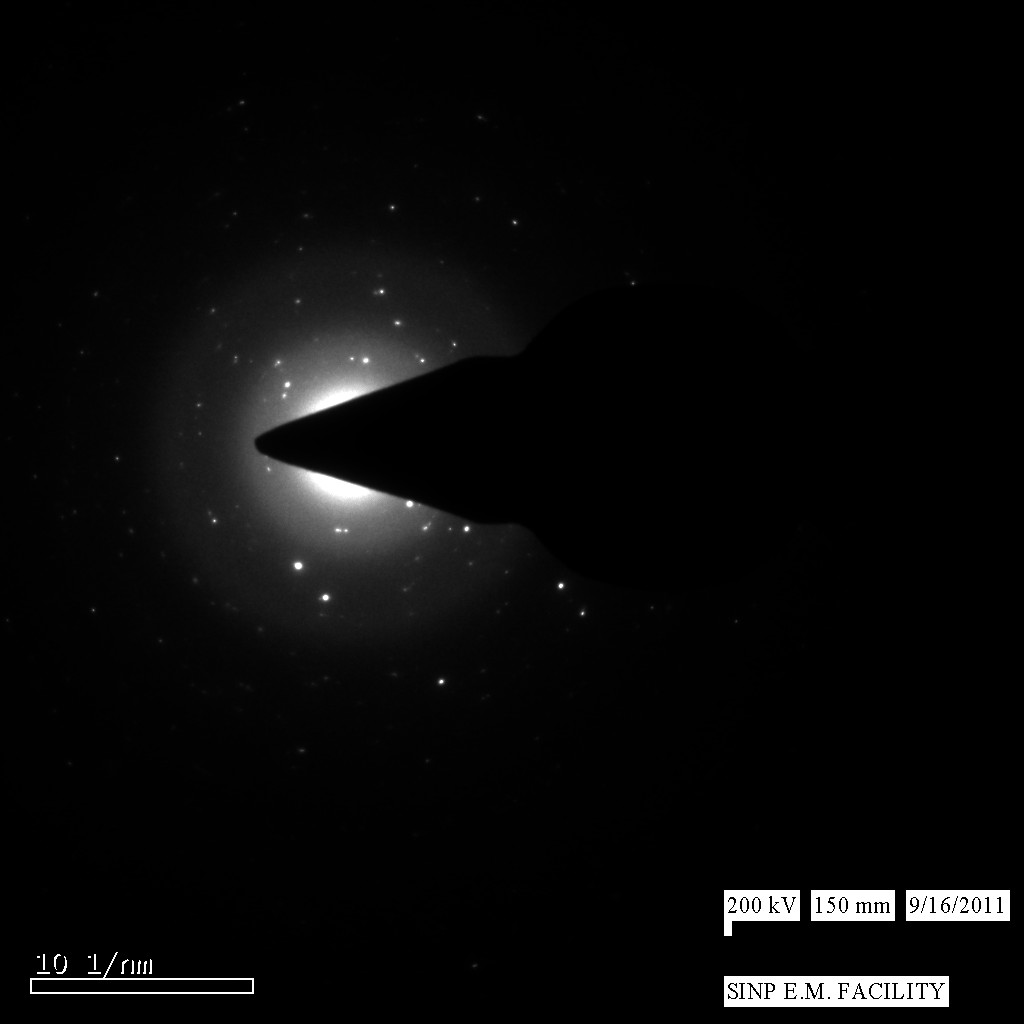 200 kV 150 mm 9/16/2011
SINP E.M. FACILITY
10 1/nm